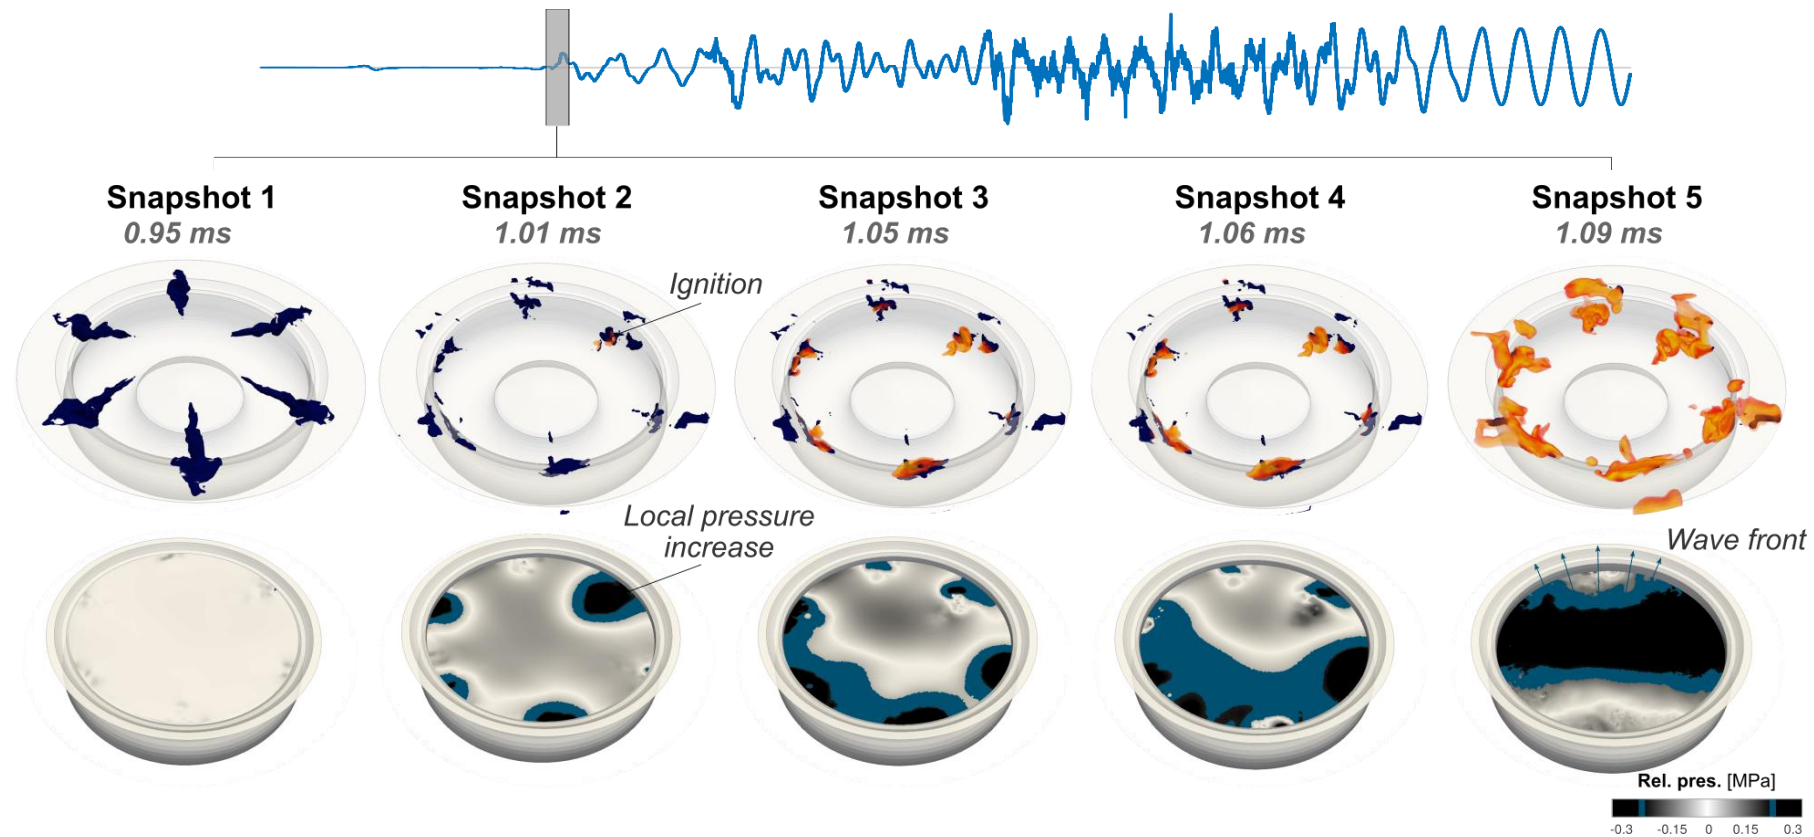 Snapshot 1
0.95 ms
Snapshot 2
1.01 ms
Snapshot 3
1.05 ms
Snapshot 4
1.06 ms
Snapshot 5
1.09 ms
Ignition
Local pressure
increase
Wave front
Rel. pres. [MPa]
-0.3 -0.15 0 0.15 0.3